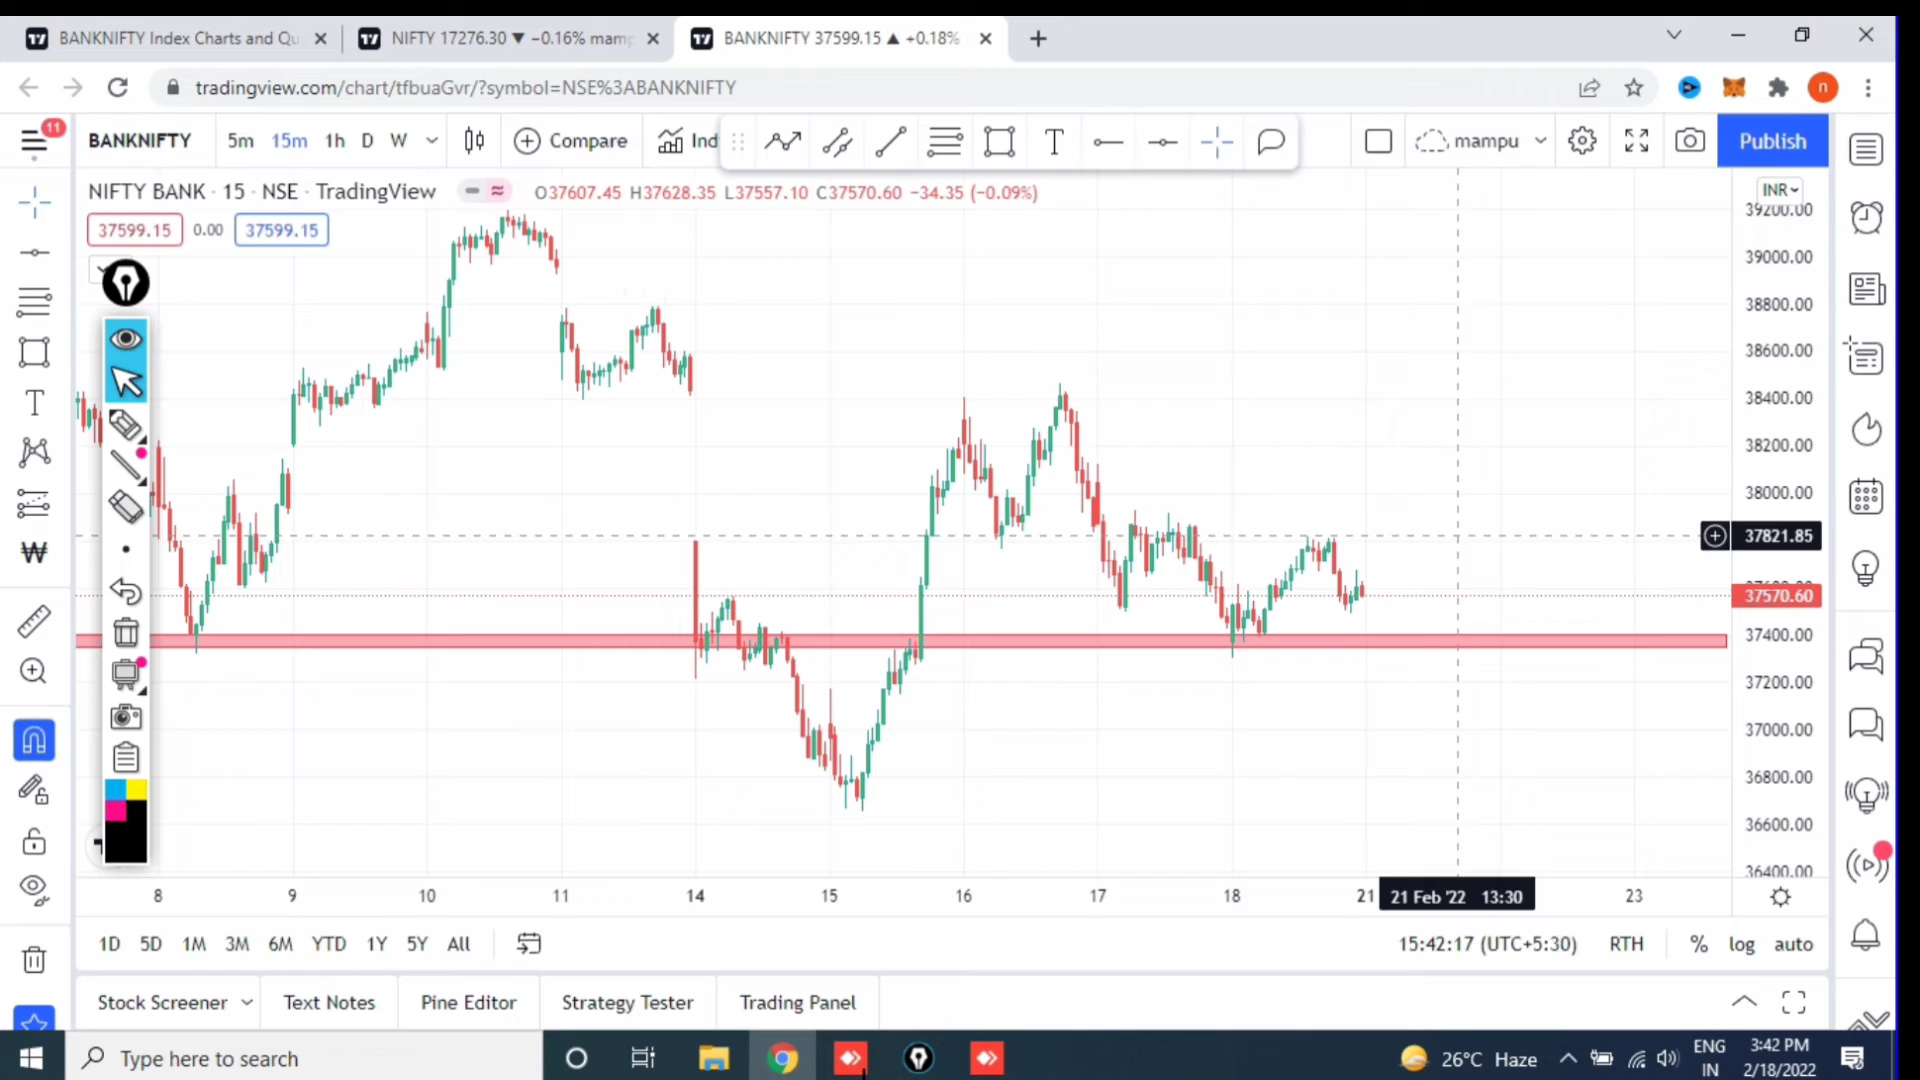 BANKNIFTY Index Charts and Qu
NIFTY 17276.30 ▼ −0.16% mamp
BANKNIFTY 37599.15 ▲ +0.18%
tradingview.com/chart/tfbuaGvr/?symbol=NSE%3ABANKNIFTY
n
11
BANKNIFTY 5m 15m 1h D W Compare Ind T mampu Publish
NIFTY BANK · 15 · NSE · TradingView O37607.45 H37628.35 L37557.10 C37570.60 −34.35 (−0.09%)
INR
37599.15 0.00 37599.15
39200.00
39000.00
38800.00
38600.00
38400.00
38200.00
38000.00
37821.85
37570.60
37400.00
37200.00
37000.00
36800.00
36600.00
36400.00
8 9 10 11 14 15 16 17 18 21 21 Feb '22 13:30 23
1D 5D 1M 3M 6M YTD 1Y 5Y All 15:42:17 (UTC+5:30) RTH % log auto
Stock Screener Text Notes Pine Editor Strategy Tester Trading Panel
Type here to search
26°C Haze
ENG
IN
3:42 PM
2/18/2022